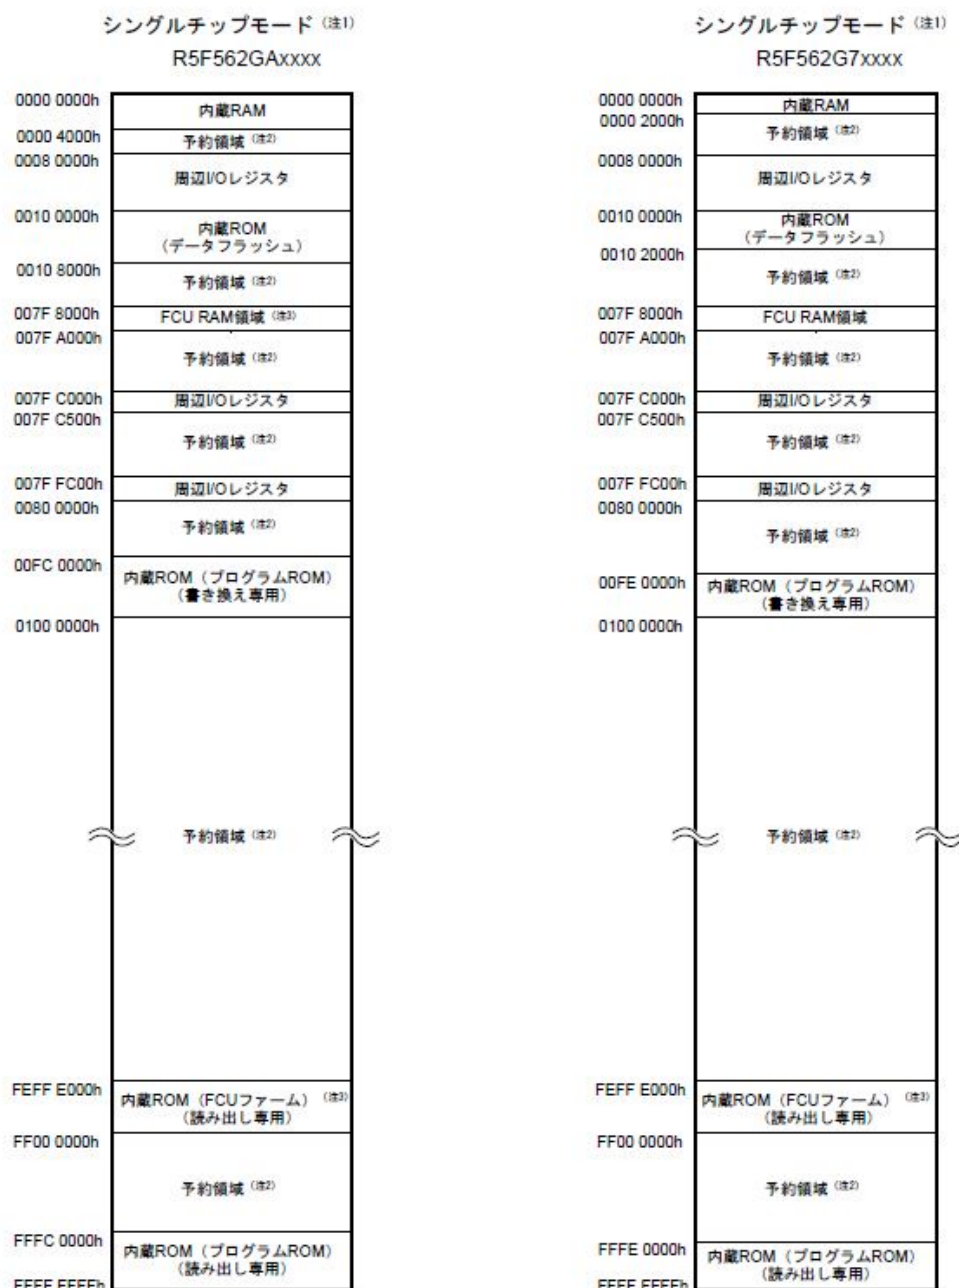 シングルチップモード（注1）
R5F562GAxxxx
0000 0000h
内蔵RAM
0000 4000h
予約領域（注2）
0008 0000h
周辺I/Oレジスタ
0010 0000h
内蔵ROM
（データフラッシュ）
0010 8000h
予約領域（注2）
007F 8000h
FCU RAM領域（注3）
007F A000h
予約領域（注2）
007F C000h
周辺I/Oレジスタ
007F C500h
予約領域（注2）
007F FC00h
周辺I/Oレジスタ
0080 0000h
予約領域（注2）
00FC 0000h
内蔵ROM（プログラムROM）
（書き換え専用）
0100 0000h
予約領域（注2）
FEFF E000h
内蔵ROM（FCUファーム）（注3）
（読み出し専用）
FF00 0000h
予約領域（注2）
FFFC 0000h
内蔵ROM（プログラムROM）
（読み出し専用）
FFFF FFFFh
シングルチップモード（注1）
R5F562G7xxxx
0000 0000h
内蔵RAM
0000 2000h
予約領域（注2）
0008 0000h
周辺I/Oレジスタ
0010 0000h
内蔵ROM
（データフラッシュ）
0010 2000h
予約領域（注2）
007F 8000h
FCU RAM領域
007F A000h
予約領域（注2）
007F C000h
周辺I/Oレジスタ
007F C500h
予約領域（注2）
007F FC00h
周辺I/Oレジスタ
0080 0000h
予約領域（注2）
00FE 0000h
内蔵ROM（プログラムROM）
（書き換え専用）
0100 0000h
予約領域（注2）
FEFF E000h
内蔵ROM（FCUファーム）（注3）
（読み出し専用）
FF00 0000h
予約領域（注2）
FFFE 0000h
内蔵ROM（プログラムROM）
（読み出し専用）
FFFF FFFFh